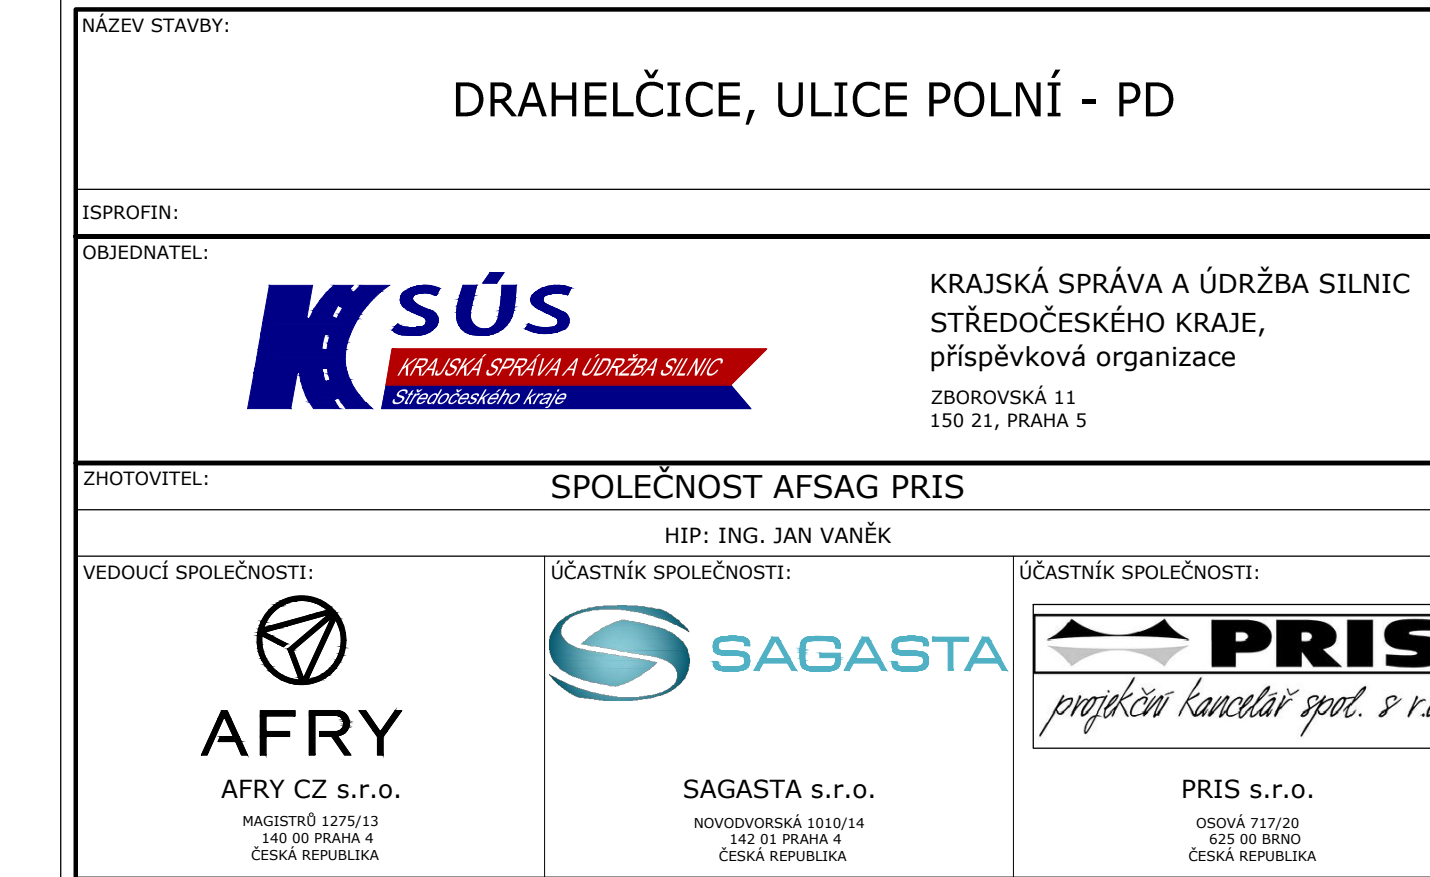 NÁZEV STAVBY:
DRAHELČICE, ULICE POLNÍ - PD
ISPROFIN:
OBJEDNATEL:
KSÚS
KRAJSKÁ SPRÁVA A ÚDRŽBA SILNIC
Středočeského kraje
KRAJSKÁ SPRÁVA A ÚDRŽBA SILNIC
STŘEDOČESKÉHO KRAJE,
příspěvková organizace
ZBOROVSKÁ 11
150 21, PRAHA 5
ZHOTOVITEL:
SPOLEČNOST AFSAG PRIS
HIP: ING. JAN VANĚK
VEDOUCÍ SPOLEČNOSTI:
AFRY
AFRY CZ s.r.o.
MAGISTRŮ 1275/13
140 00 PRAHA 4
ČESKÁ REPUBLIKA
ÚČASTNÍK SPOLEČNOSTI:
SAGASTA
SAGASTA s.r.o.
NOVODVORSKÁ 1010/14
142 01 PRAHA 4
ČESKÁ REPUBLIKA
ÚČASTNÍK SPOLEČNOSTI:
PRIS
projekční kancelář spol. s r.o
PRIS s.r.o.
OSOVÁ 717/20
625 00 BRNO
ČESKÁ REPUBLIKA